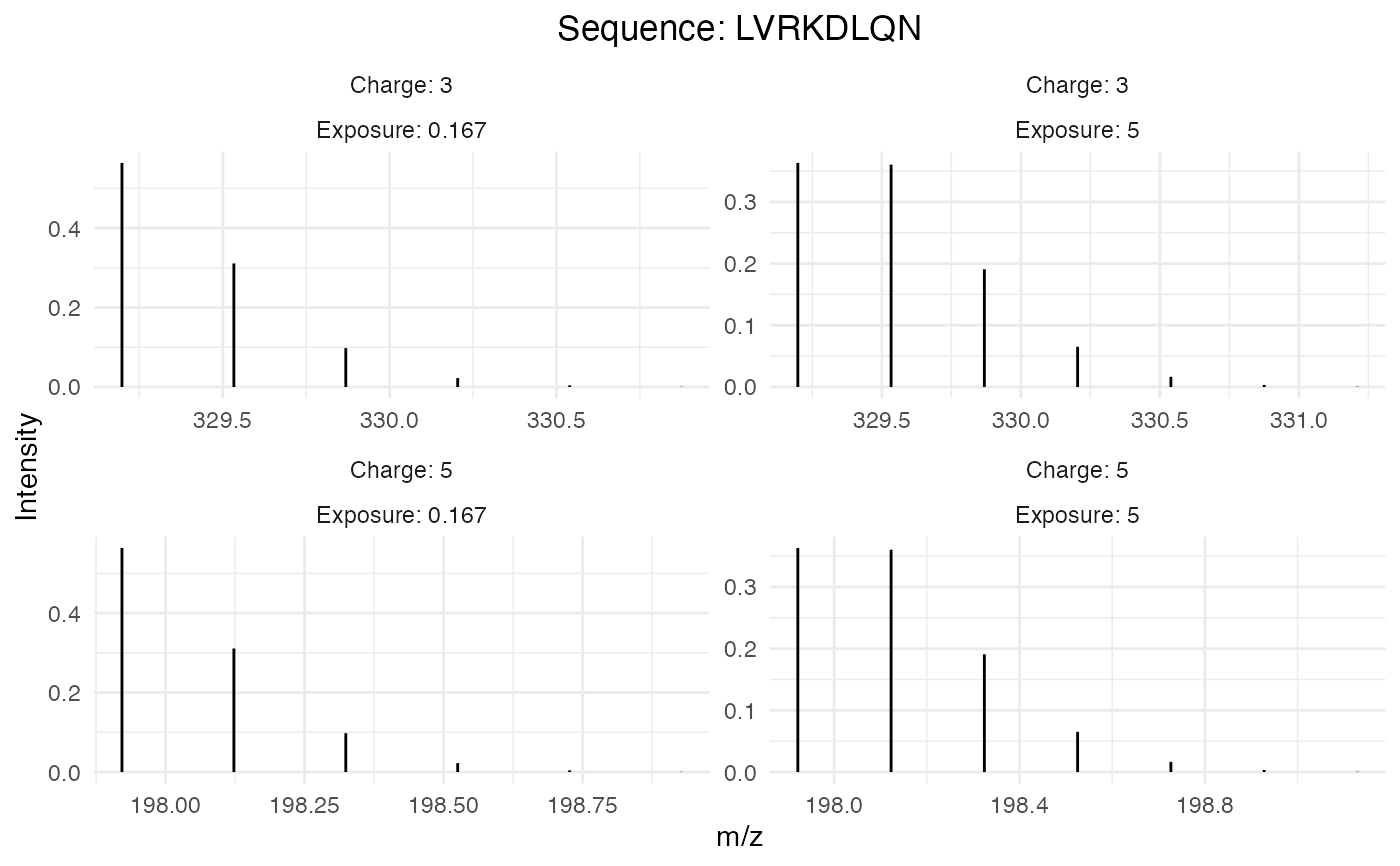 Sequence: LVRKDLQN
Charge: 3
Exposure: 0.167
0.4
0.2
0.0
329.5 330.0 330.5
Charge: 3
Exposure: 5
0.3
0.2
0.1
0.0
329.5 330.0 330.5 331.0
Intensity
Charge: 5
Exposure: 0.167
0.4
0.2
0.0
198.00 198.25 198.50 198.75
Charge: 5
Exposure: 5
0.3
0.2
0.1
0.0
198.0 198.4 198.8
m/z